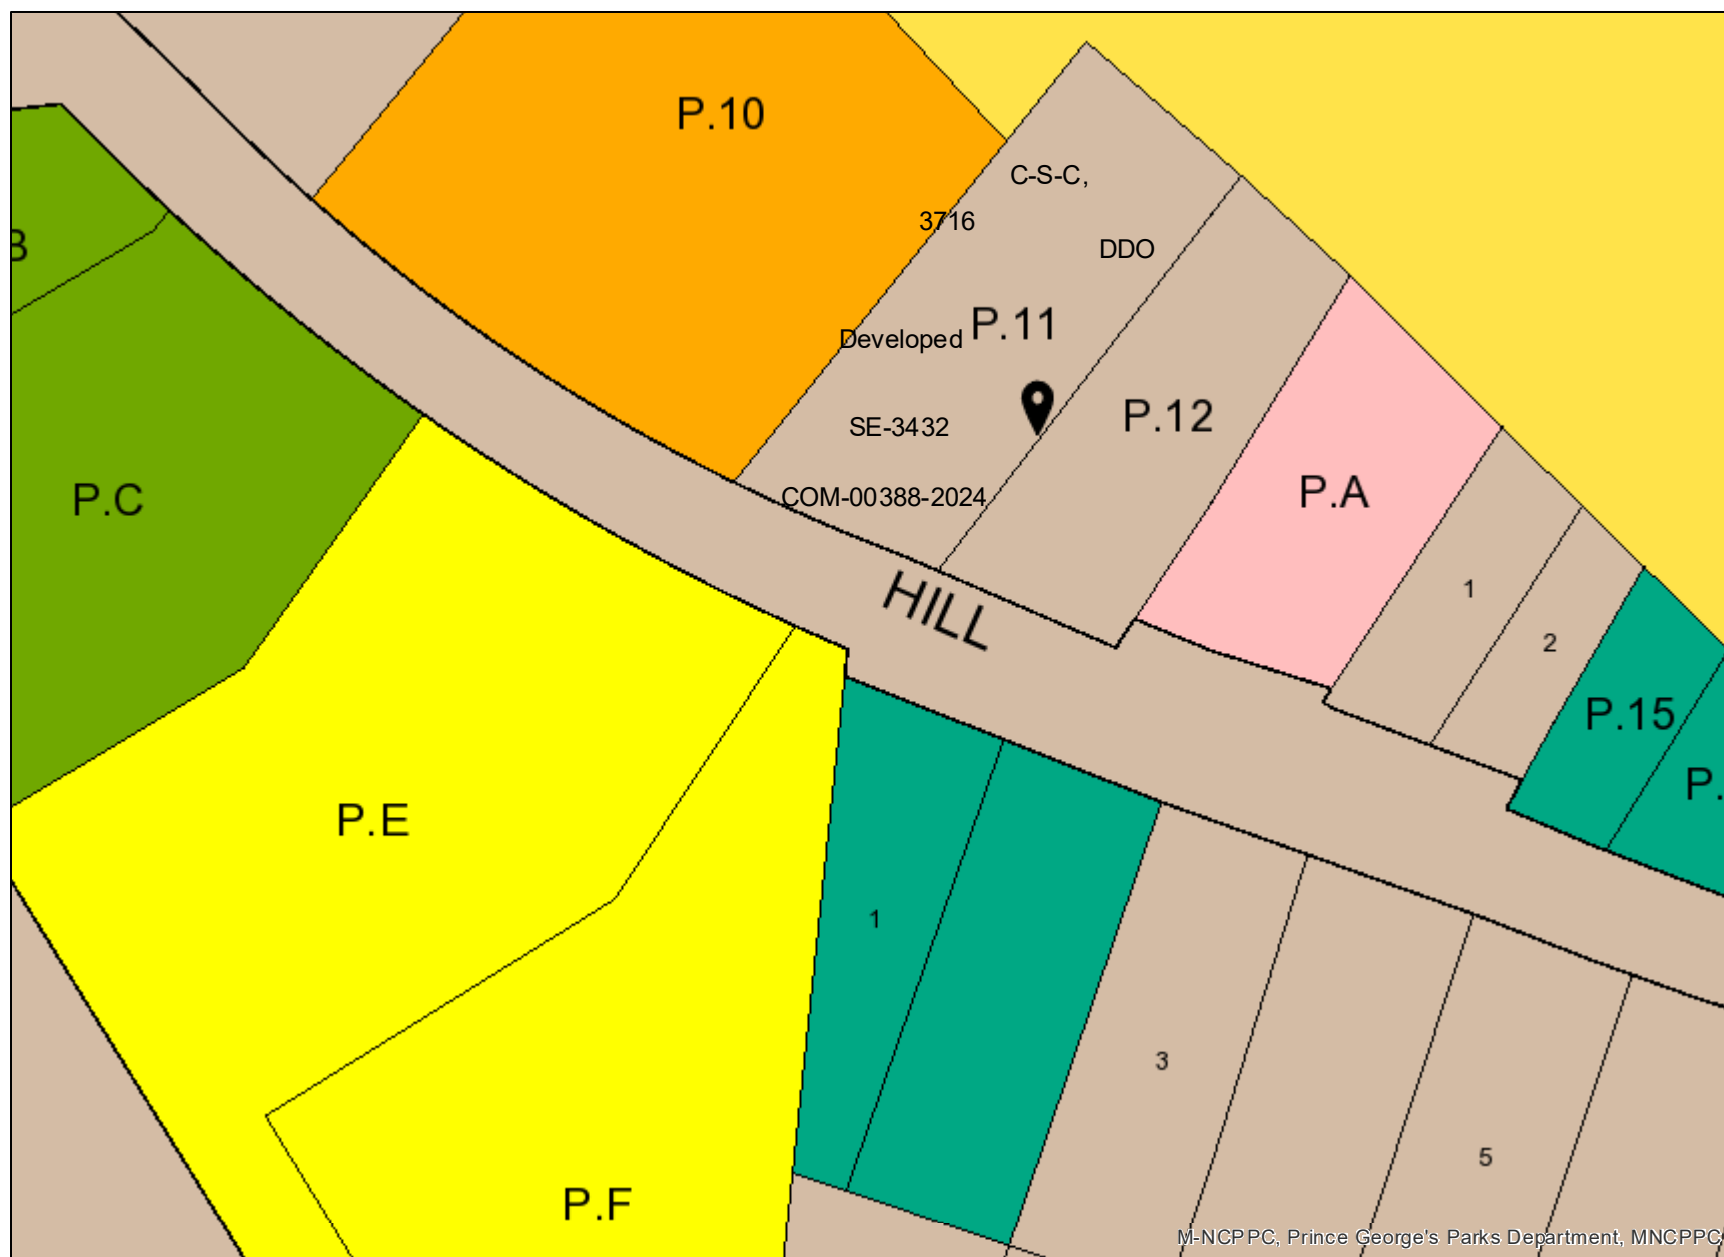 P.10
C-S-C,
3716
DDO
B
P.11
Developed
P.12
SE-3432
P.C
COM-00388-2024
P.A
HILL
1
2
P.15
P.
P.E
1
3
5
P.F
M-NCPPC, Prince George's Parks Department, MNCPPC